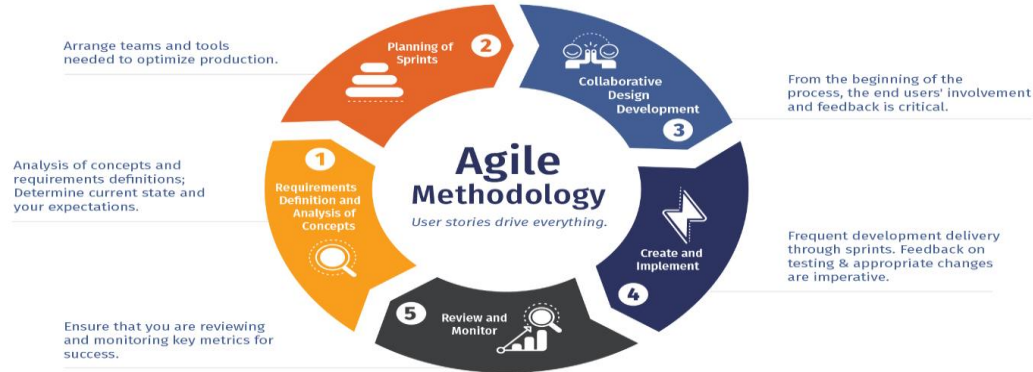 Agile
Methodology
User stories drive everything.
1
Requirements
Definition and
Analysis of
Concepts
Analysis of concepts and
requirements definitions;
Determine current state and
your expectations.
Planning of
Sprints
2
Arrange teams and tools
needed to optimize production.
Collaborative
Design
Development
3
From the beginning of the
process, the end users' involvement
and feedback is critical.
Create and
Implement
4
Frequent development delivery
through sprints. Feedback on
testing & appropriate changes
are imperative.
5
Review and
Monitor
Ensure that you are reviewing
and monitoring key metrics for
success.